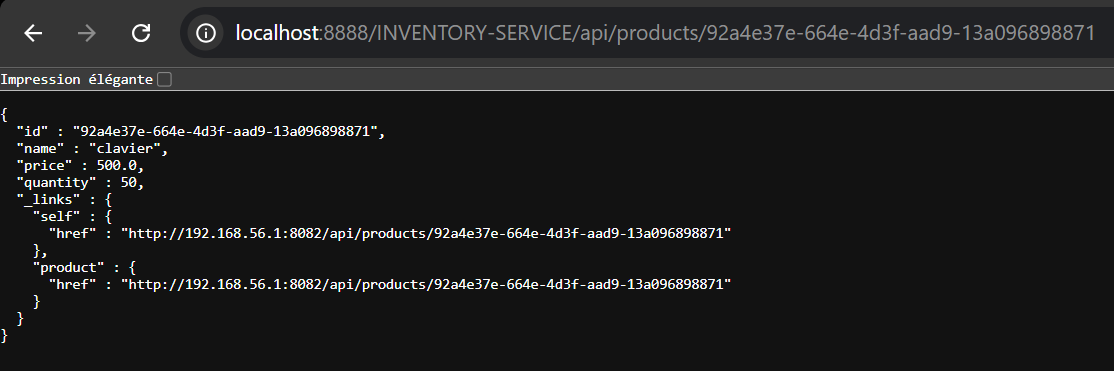 localhost:8888/INVENTORY-SERVICE/api/products/92a4e37e-664e-4d3f-aad9-13a096898871
Impression élégante
{
  "id" : "92a4e37e-664e-4d3f-aad9-13a096898871",
  "name" : "clavier",
  "price" : 500.0,
  "quantity" : 50,
  "_links" : {
    "self" : {
      "href" : "http://192.168.56.1:8082/api/products/92a4e37e-664e-4d3f-aad9-13a096898871"
    },
    "product" : {
      "href" : "http://192.168.56.1:8082/api/products/92a4e37e-664e-4d3f-aad9-13a096898871"
    }
  }
}